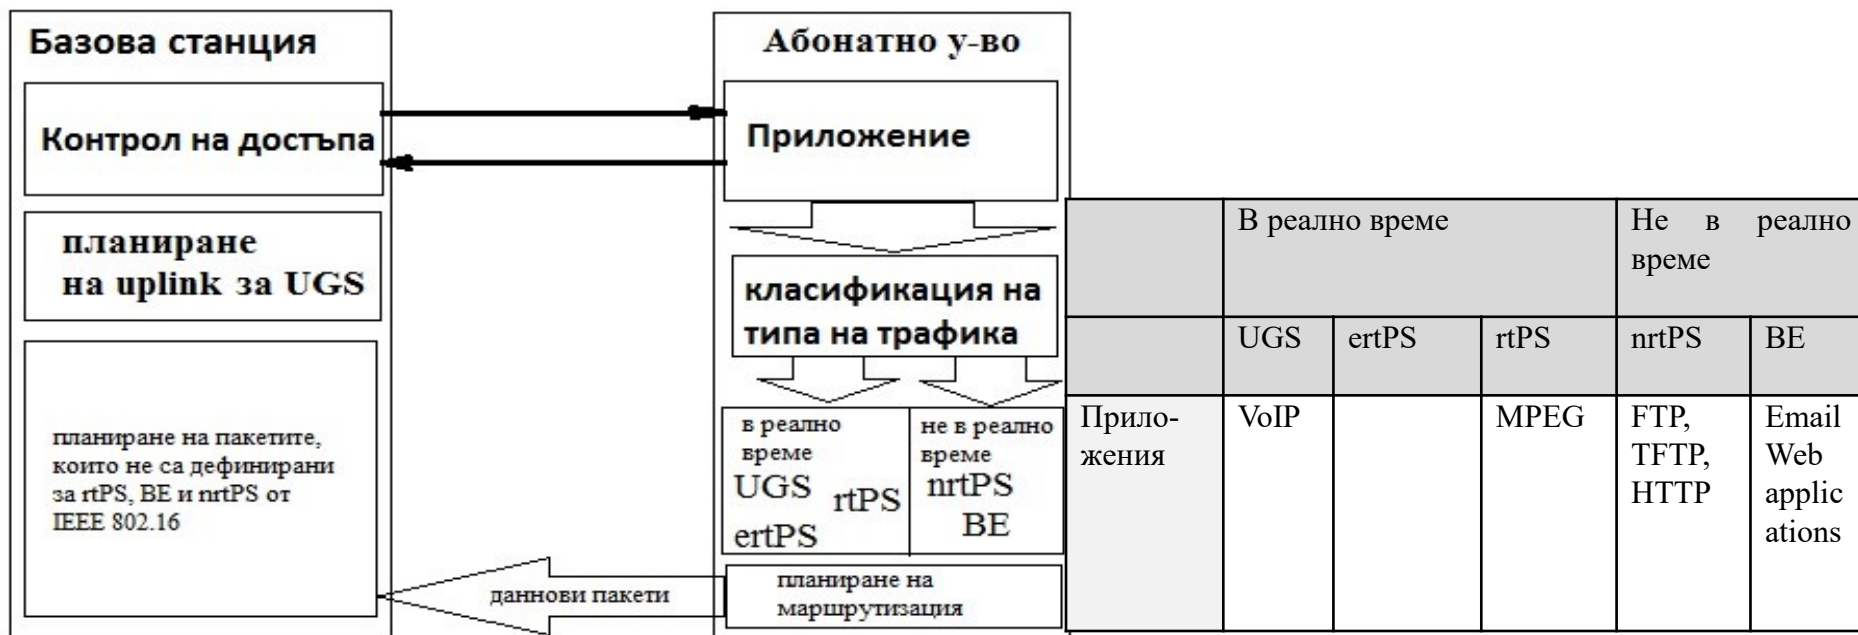 Базова станция
Контрол на достъпа
планиране
на uplink за UGS
планиране на пакетите,
които не са дефинирани
за rtPS, BE и nrtPS от
IEEE 802.16
Абонатно у-во
Приложение
класификация на
типа на трафика
в реално
време
UGS
rtPS
ertPS
не в реално
време
nrtPS
BE
планиране на
маршрутизация
даннови пакети
В реално време
Не в реално
време
UGS
ertPS
rtPS
nrtPS
BE
Прило-
жения
VoIP
MPEG
FTP,
TFTP,
HTTP
Email
Web
applic
ations